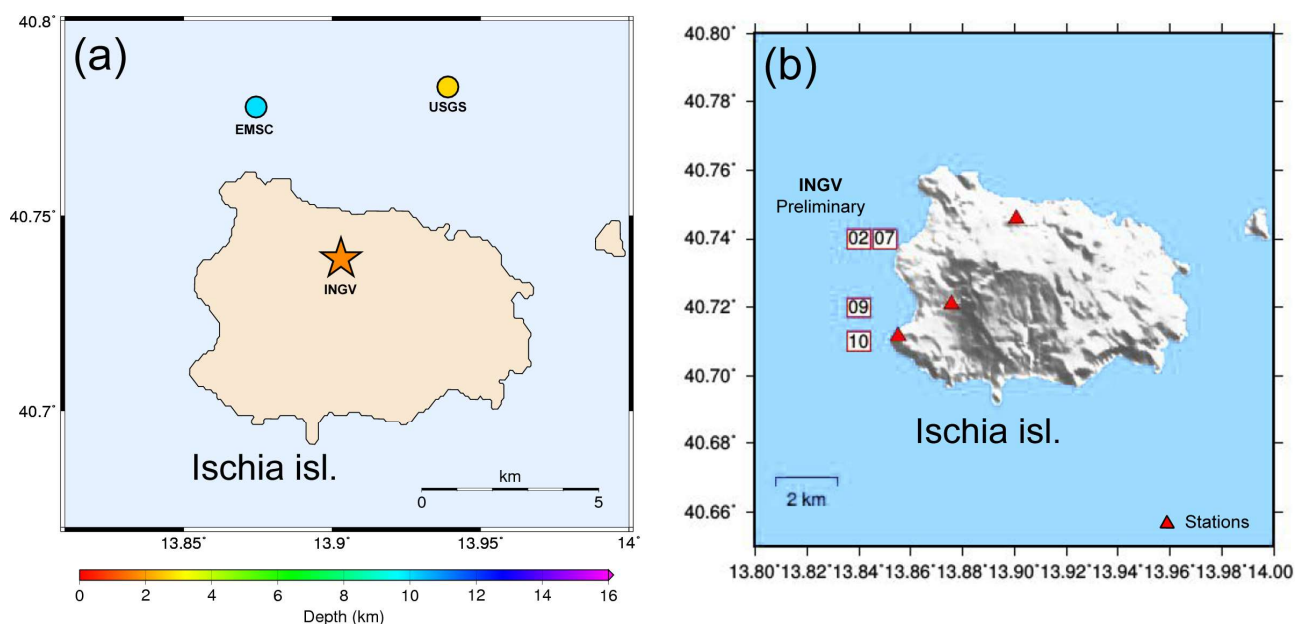 (a)
40.8
40.75
40.7
EMSC
USGS
INGV
Ischia isl.
km
0 5
13.85° 13.9° 13.95° 14°
0 2 4 6 8 10 12 14 16
Depth (km)
(b)
40.80°
40.78°
40.76°
40.74°
40.72°
40.70°
40.68°
40.66°
INGV
Preliminary
02 07
09
10
Ischia isl.
2 km
Stations
13.80° 13.82° 13.84° 13.86° 13.88° 13.90° 13.92° 13.94° 13.96° 13.98° 14.00